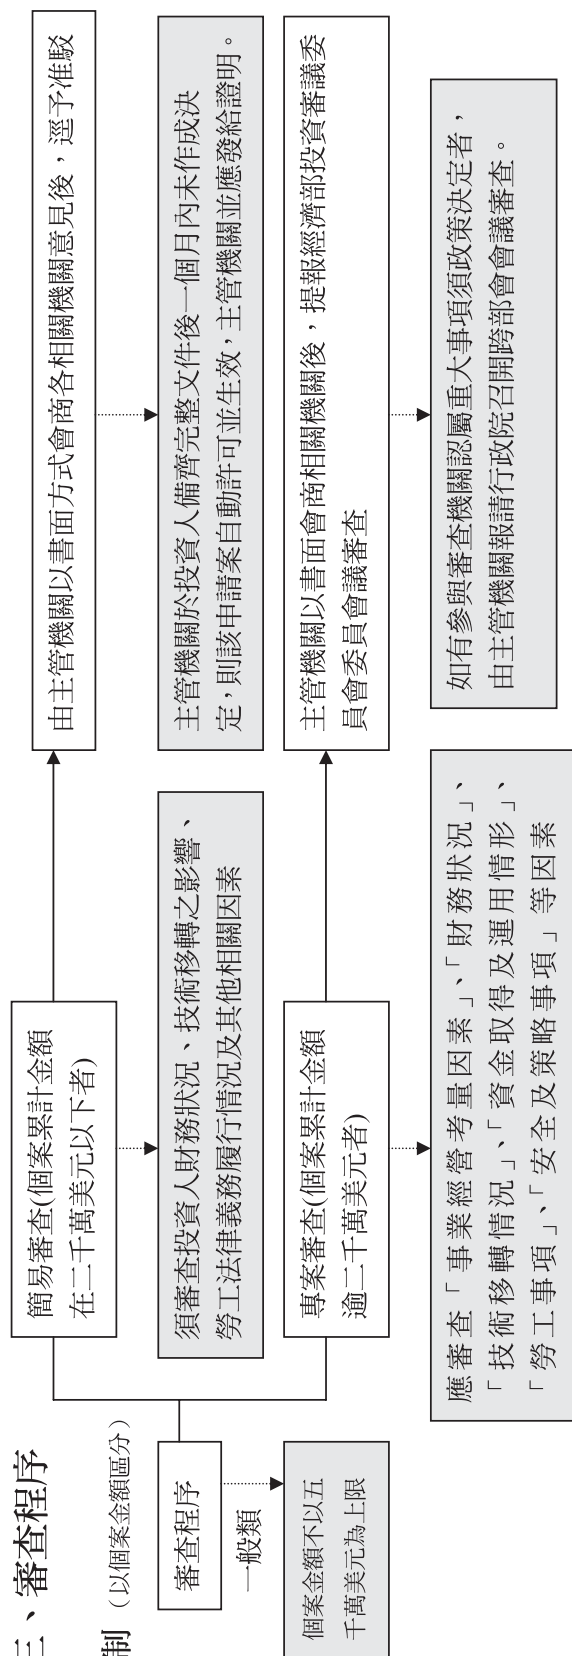 三、審查程序
制（以個案金額區分）
審查程序
一般類
個案金額不以五
千萬美元為上限
簡易審查(個案累計金額
在二千萬美元以下者)
須審查投資人財務狀況、技術移轉之影響、
勞工法律義務履行情況及其他相關因素
專案審查(個案累計金額
逾二千萬美元者)
應審查「事業經營考量因素」、「財務狀況」、
「技術移轉情況」、「資金取得及運用情形」、
「勞工事項」、「安全及策略事項」等因素
由主管機關以書面方式會商各相關機關意見後，逕予准駁
主管機關於投資人備齊完整文件後一個月內未作成決
定，則該申請案自動許可並生效，主管機關並應發給證明。
主管機關以書面會商相關機關後，提報經濟部投資審議委
員會委員會議審查
如有參與審查機關認屬重大事項須政策決定者，
由主管機關報請行政院召開跨部會會議審查。